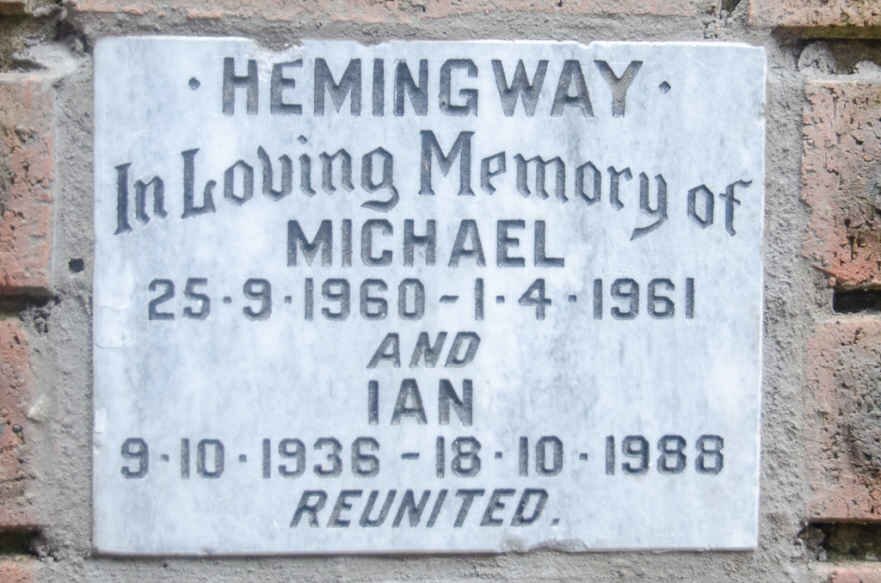 · HEMINGWAY ·
In Loving Memory of
MICHAEL
25·9·1960 - 1·4·1961
AND
IAN
9·10·1936 - 18·10·1988
REUNITED.